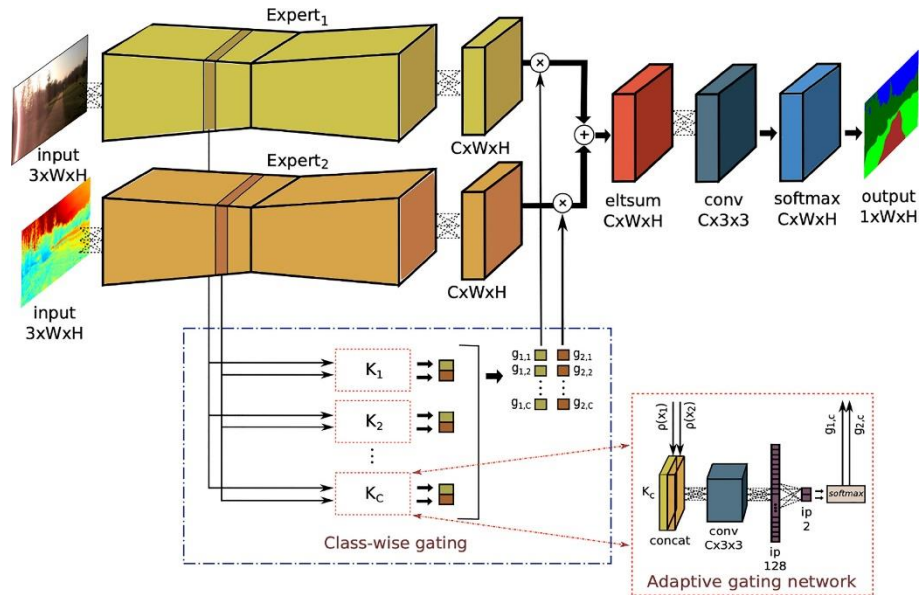 Expert1
input
3xWxH
CxWxH
Expert2
input
3xWxH
CxWxH
eltsum
CxWxH
conv
Cx3x3
softmax
CxWxH
output
1xWxH
K1
K2
KC
g1,1
g2,1
g1,2
g2,2
g1,C
g2,C
Class-wise gating
ρ(x1)
ρ(x2)
Kc
concat
conv
Cx3x3
ip
128
ip
2
softmax
g1,c
g2,c
Adaptive gating network